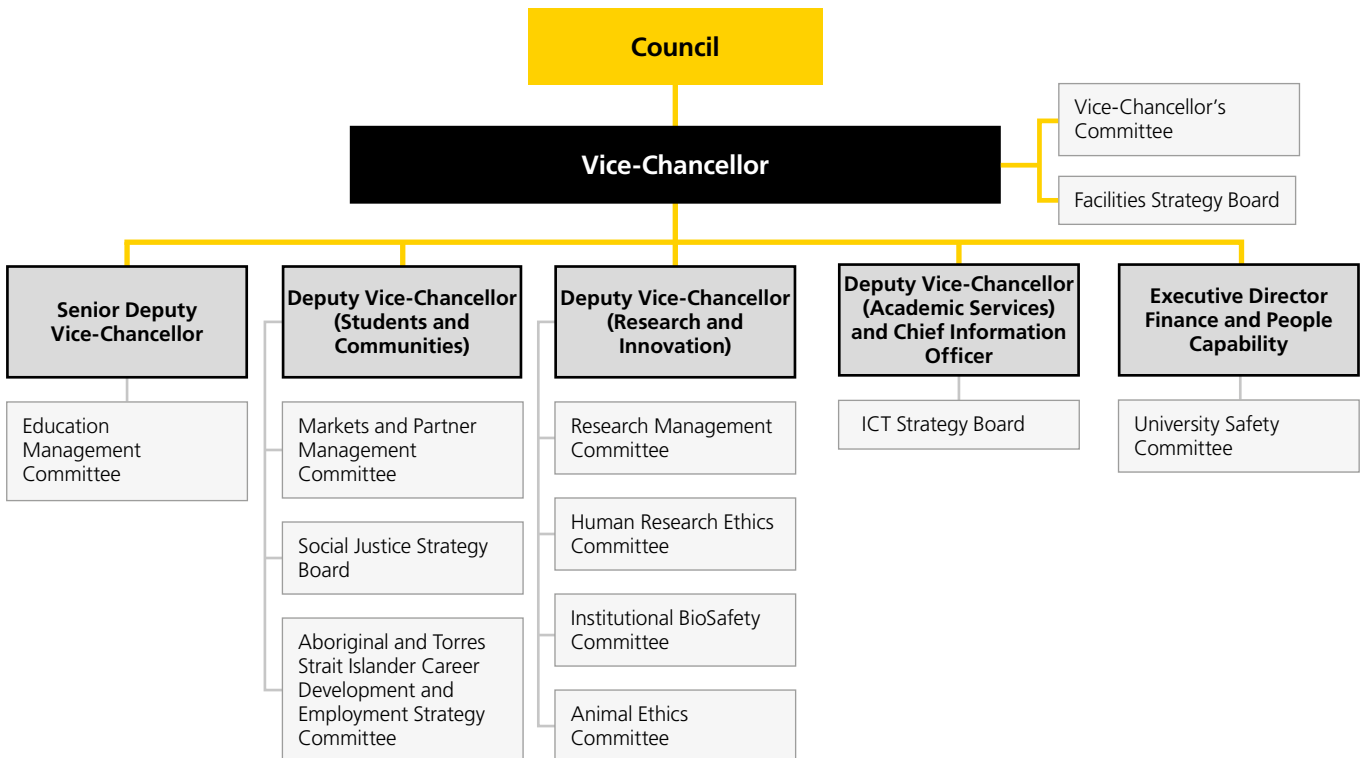 Council
Vice-Chancellor
Vice-Chancellor's
Committee
Facilities Strategy Board
Senior Deputy
Vice-Chancellor
Education
Management
Committee
Deputy Vice-Chancellor
(Students and
Communities)
Markets and Partner
Management
Committee
Social Justice Strategy
Board
Aboriginal and Torres
Strait Islander Career
Development and
Employment Strategy
Committee
Deputy Vice-Chancellor
(Research and
Innovation)
Research Management
Committee
Human Research Ethics
Committee
Institutional BioSafety
Committee
Animal Ethics
Committee
Deputy Vice-Chancellor
(Academic Services)
and Chief Information
Officer
ICT Strategy Board
Executive Director
Finance and People
Capability
University Safety
Committee